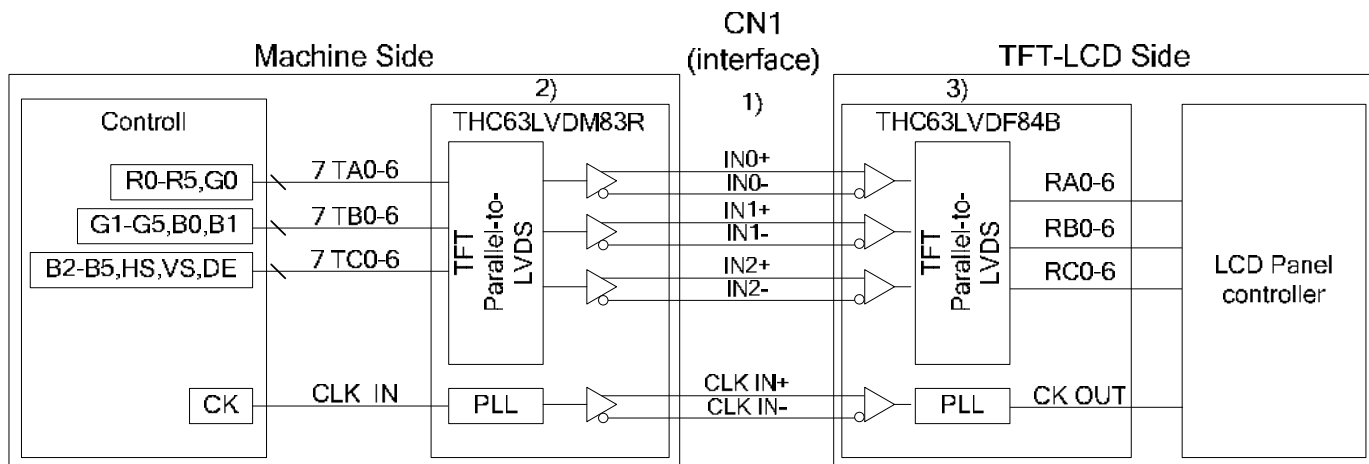 CN1
(interface)
1)
Machine Side
TFT-LCD Side
Controll
R0-R5,G0
G1-G5,B0,B1
B2-B5,HS,VS,DE
CK
7 TA0-6
7 TB0-6
7 TC0-6
CLK IN
2)
THC63LVDM83R
TFT
Parallel-to-
LVDS
PLL
IN0+
IN0-
IN1+
IN1-
IN2+
IN2-
CLK IN+
CLK IN-
3)
THC63LVDF84B
TFT
Parallel-to-
LVDS
PLL
RA0-6
RB0-6
RC0-6
CK OUT
LCD Panel
controller